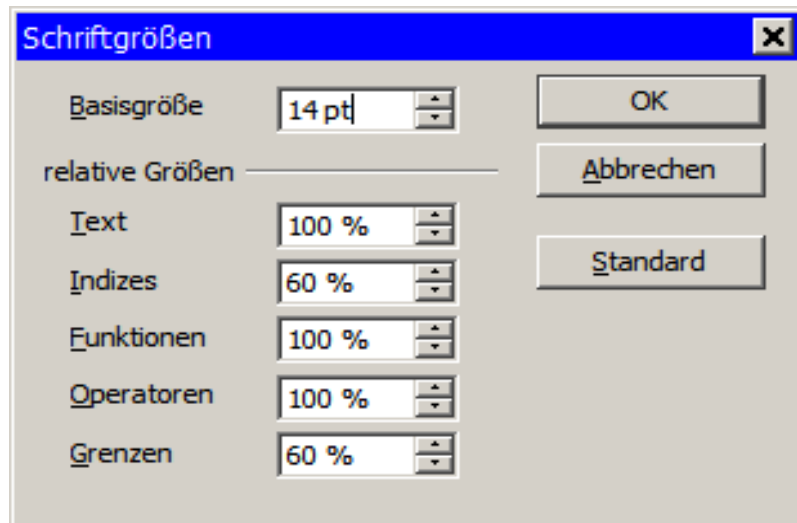 Schriftgrößen
Basisgröße 14 pt OK
relative Größen Abbrechen
Text 100 %
Standard
Indizes 60 %
Funktionen 100 %
Operatoren 100 %
Grenzen 60 %